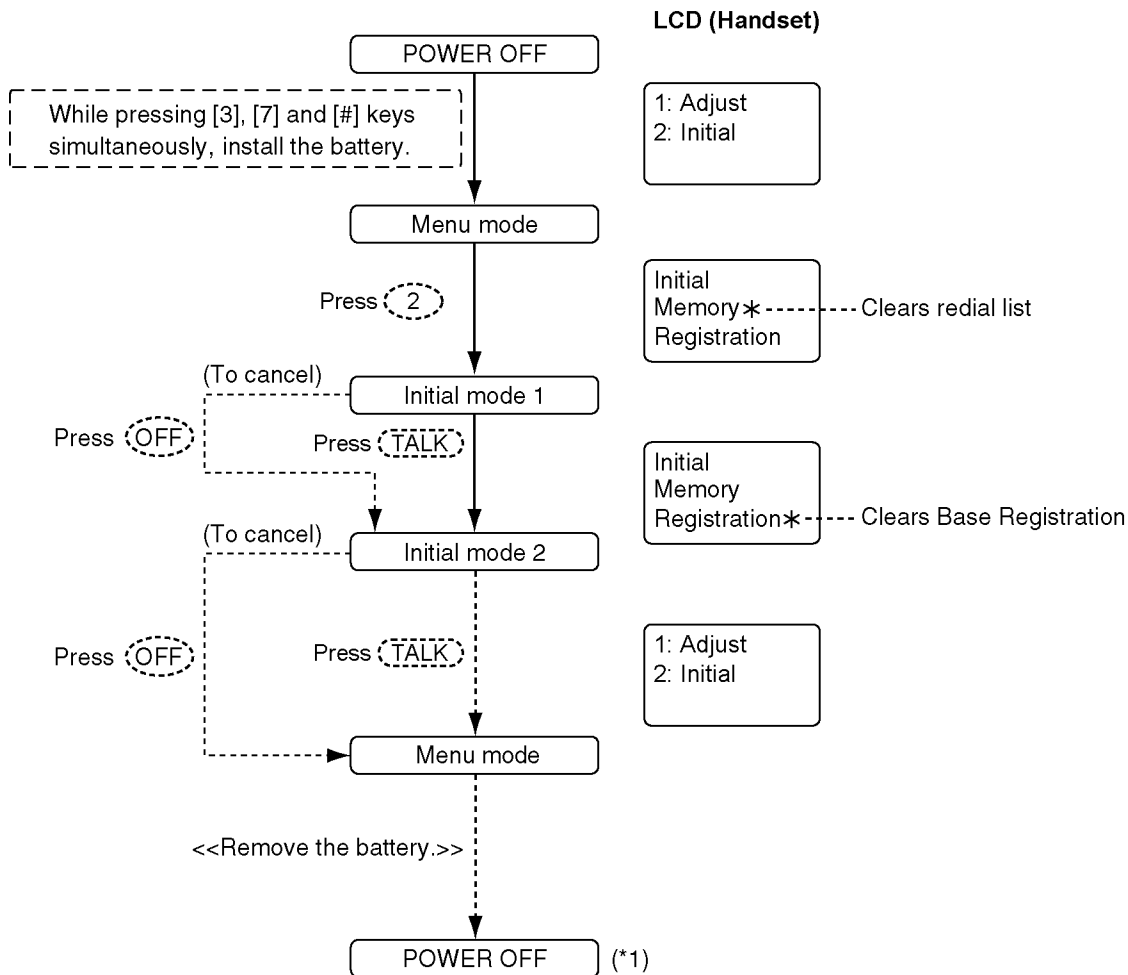 LCD (Handset)
POWER OFF
While pressing [3], [7] and [#] keys
simultaneously, install the battery.
1: Adjust
2: Initial
Menu mode
Press 2
Initial
Memory* Clears redial list
Registration
(To cancel)
Initial mode 1
Press OFF
Press TALK
Initial
Memory
Registration* Clears Base Registration
(To cancel)
Initial mode 2
Press OFF
Press TALK
1: Adjust
2: Initial
Menu mode
<<Remove the battery.>>
POWER OFF (*1)